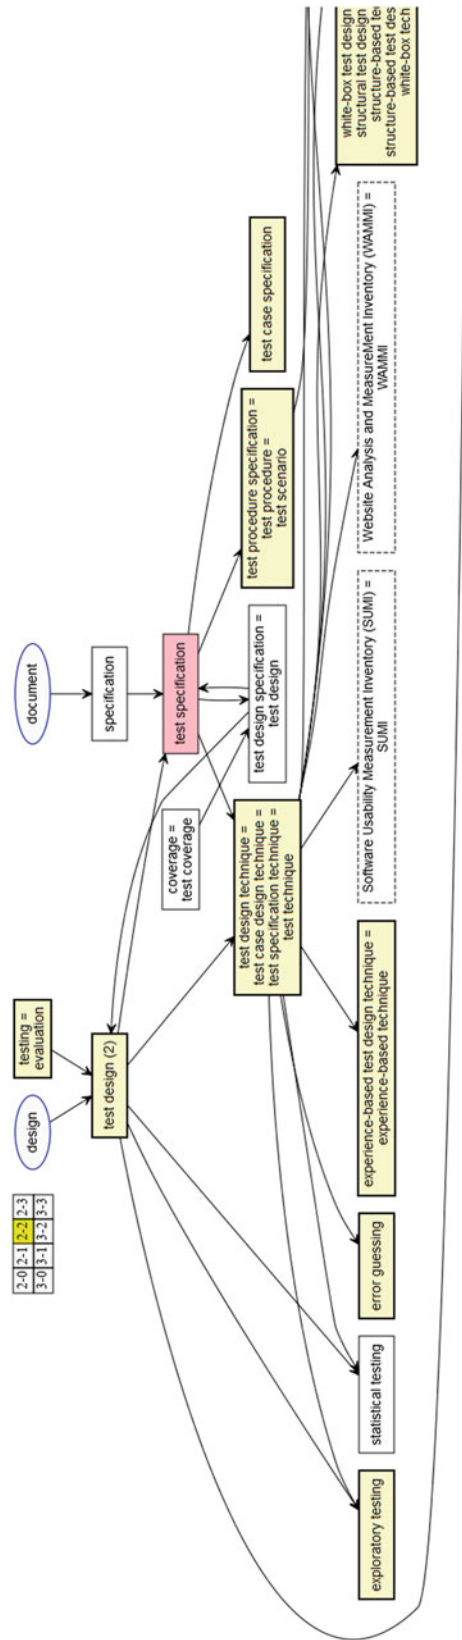 2-0 2-1 2-2 2-3
3-0 3-1 3-2 3-3
design
testing =
evaluation
document
test design (2)
specification
coverage =
test coverage
test specification
test design technique =
test case design technique =
test specification technique =
test technique
test design specification =
test design
test procedure specification =
test procedure =
test scenario
test case specification
exploratory testing
statistical testing
error guessing
experience-based test design technique =
experience-based technique
Software Usability Measurement Inventory (SUMI) =
SUMI
Website Analysis and MeasureMent Inventory (WAMMI) =
WAMMI
white-box test design
structural test design
structure-based
structure-based test
white-box